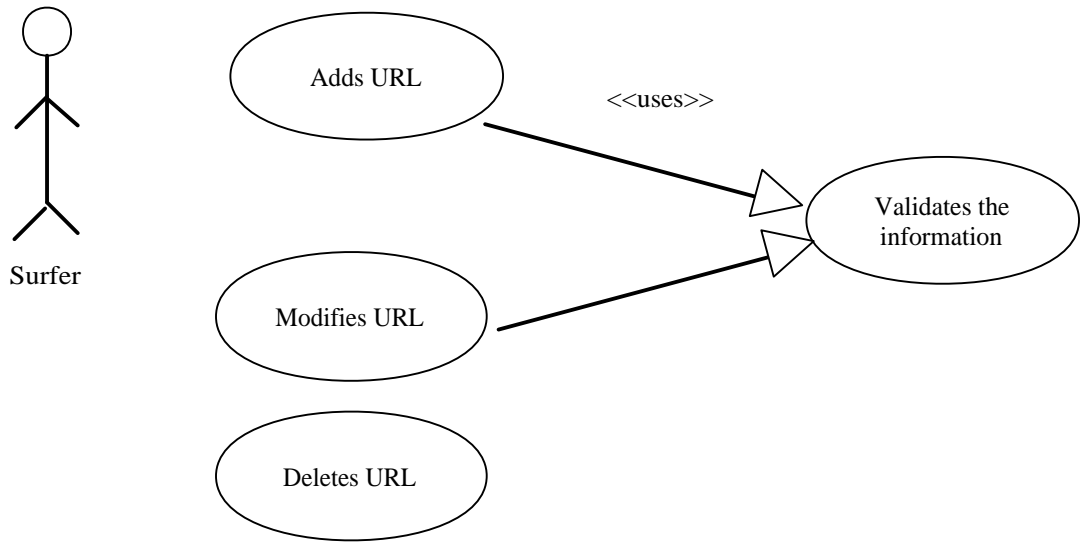 Adds URL
<<uses>>
Validates the
information
Surfer
Modifies URL
Deletes URL